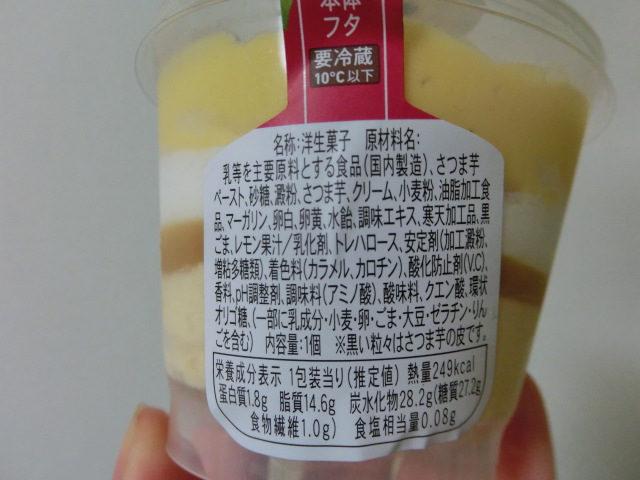 本体
フタ
要冷蔵
10℃以下
名称:洋生菓子 原材料名:
乳等を主要原料とする食品(国内製造)、さつま芋
ペースト、砂糖、澱粉、さつま芋、クリーム、小麦粉、油脂加工食
品、マーガリン、卵白、卵黄、水飴、調味エキス、寒天加工品、黒
ごま、レモン果汁/乳化剤、トレハロース、安定剤(加工澱粉、
増粘多糖類)、着色料(カラメル、カロチン)、酸化防止剤(V.C)、
香料、pH調整剤、調味料(アミノ酸)、酸味料、クエン酸、環状
オリゴ糖、(一部に乳成分・小麦・卵・ごま・大豆・ゼラチン・りん
ごを含む) 内容量:1個 ※黒い粒々はさつま芋の皮です。
栄養成分表示 1包装当り(推定値) 熱量249kcal
蛋白質1.8g 脂質14.6g 炭水化物28.2g(糖質27.2g
食物繊維1.0g) 食塩相当量0.08g